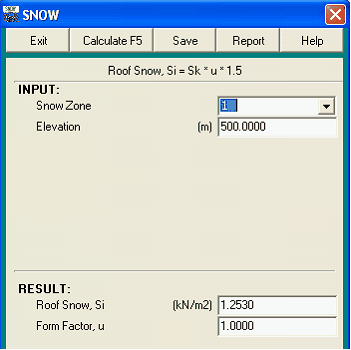 SNOW
Exit Calculate F5 Save Report Help
Roof Snow, Si = Sk * u * 1.5
INPUT:
Snow Zone 1
Elevation (m) 500.0000
RESULT:
Roof Snow, Si (kN/m2) 1.2530
Form Factor, u 1.0000